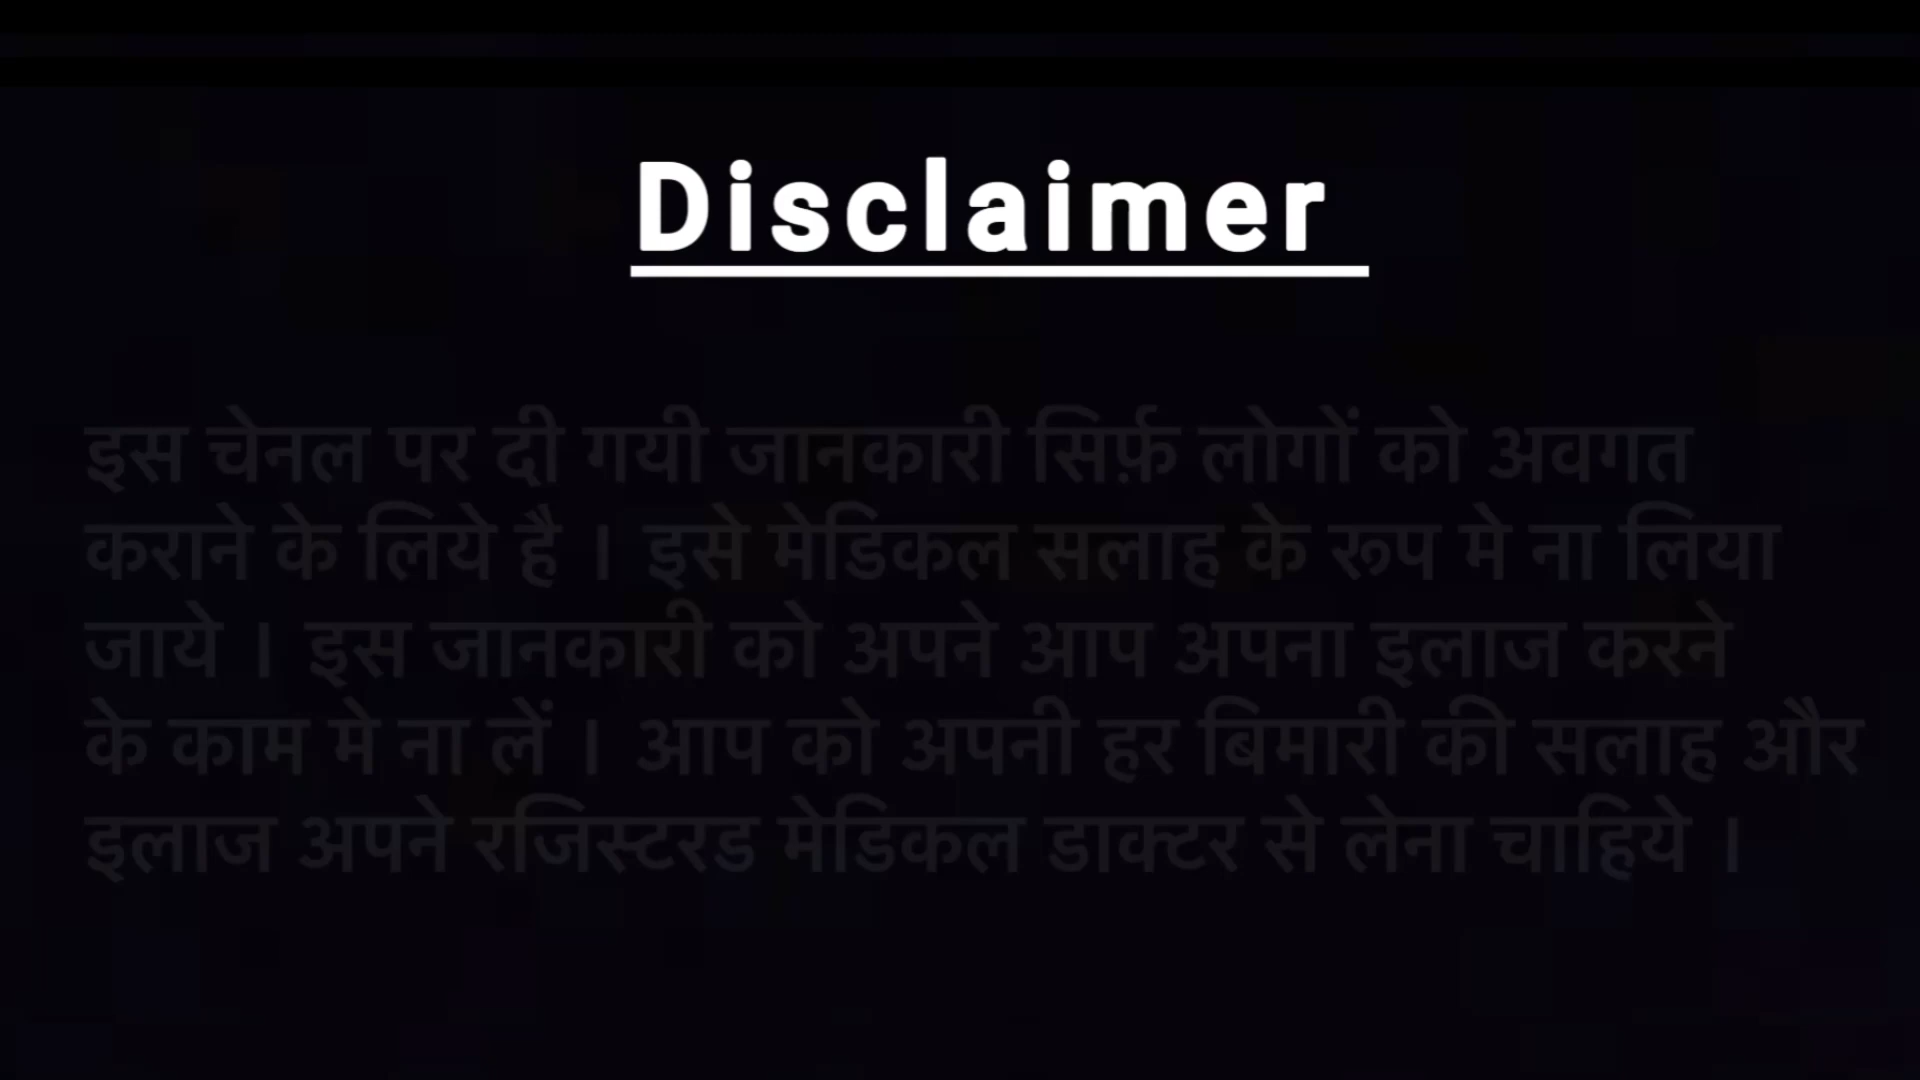 Disclaimer
इस चेनल पर दी गयी जानकारी सिर्फ़ लोगों को अवगत
कराने के लिये है । इसे मेडिकल सलाह के रूप मे ना लिया
जाये । इस जानकारी को अपने आप अपना इलाज करने
के काम मे ना लें । आप को अपनी हर बिमारी की सलाह और
इलाज अपने रजिस्टरड मेडिकल डाक्टर से लेना चाहिये ।